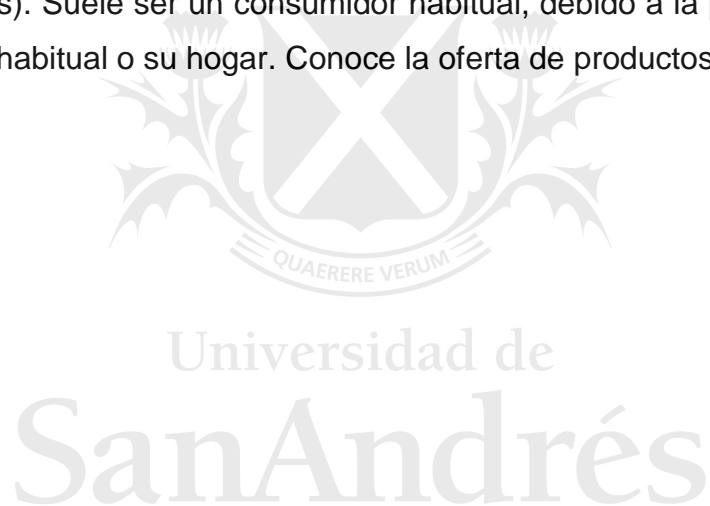 s). Suele ser un consumidor habitual, debido a la
habitual o su hogar. Conoce la oferta de productos
QUAERERE VERUM
Universidad de
SanAndrés